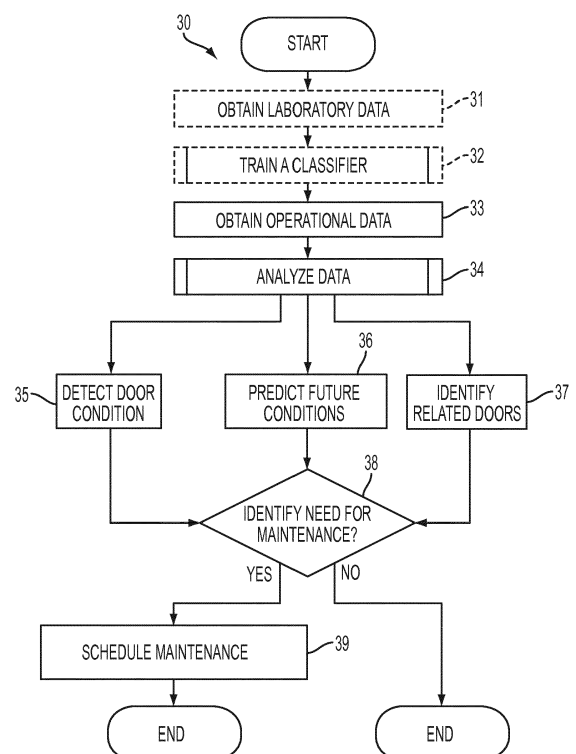 30
START
OBTAIN LABORATORY DATA
31
TRAIN A CLASSIFIER
32
OBTAIN OPERATIONAL DATA
33
ANALYZE DATA
34
35
DETECT DOOR
CONDITION
36
PREDICT FUTURE
CONDITIONS
IDENTIFY
RELATED DOORS
37
38
IDENTIFY NEED FOR
MAINTENANCE?
YES
NO
SCHEDULE MAINTENANCE
39
END
END